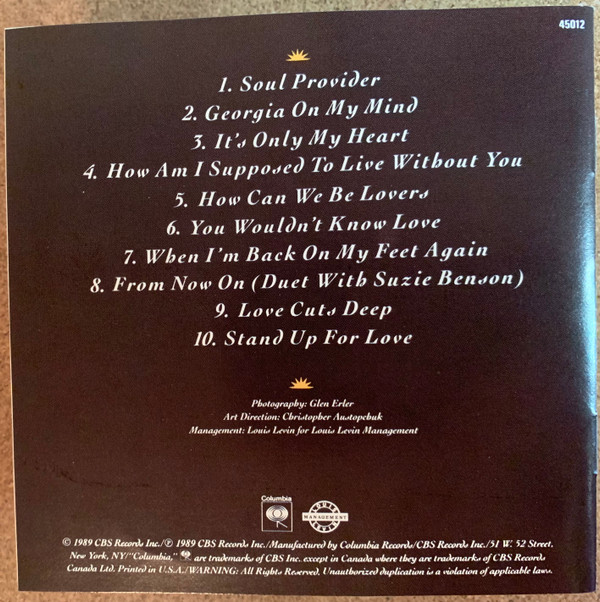 45012
1. Soul Provider
2. Georgia On My Mind
3. It's Only My Heart
4. How Am I Supposed To Live Without You
5. How Can We Be Lovers
6. You Wouldn't Know Love
7. When I'm Back On My Feet Again
8. From Now On (Duet With Suzie Benson)
9. Love Cuts Deep
10. Stand Up For Love
Photography: Glen Erler
Art Direction: Christopher Austopchuk
Management: Louis Levin for Louis Levin Management
Columbia
LOUIS
MANAGEMENT
LEVIN
© 1989 CBS Records Inc./℗ 1989 CBS Records Inc./Manufactured by Columbia Records/CBS Records Inc./51 W. 52 Street,
New York, NY/"Columbia," are trademarks of CBS Inc. except in Canada where they are trademarks of CBS Records
Canada Ltd. Printed in U.S.A./WARNING: All Rights Reserved. Unauthorized duplication is a violation of applicable laws.